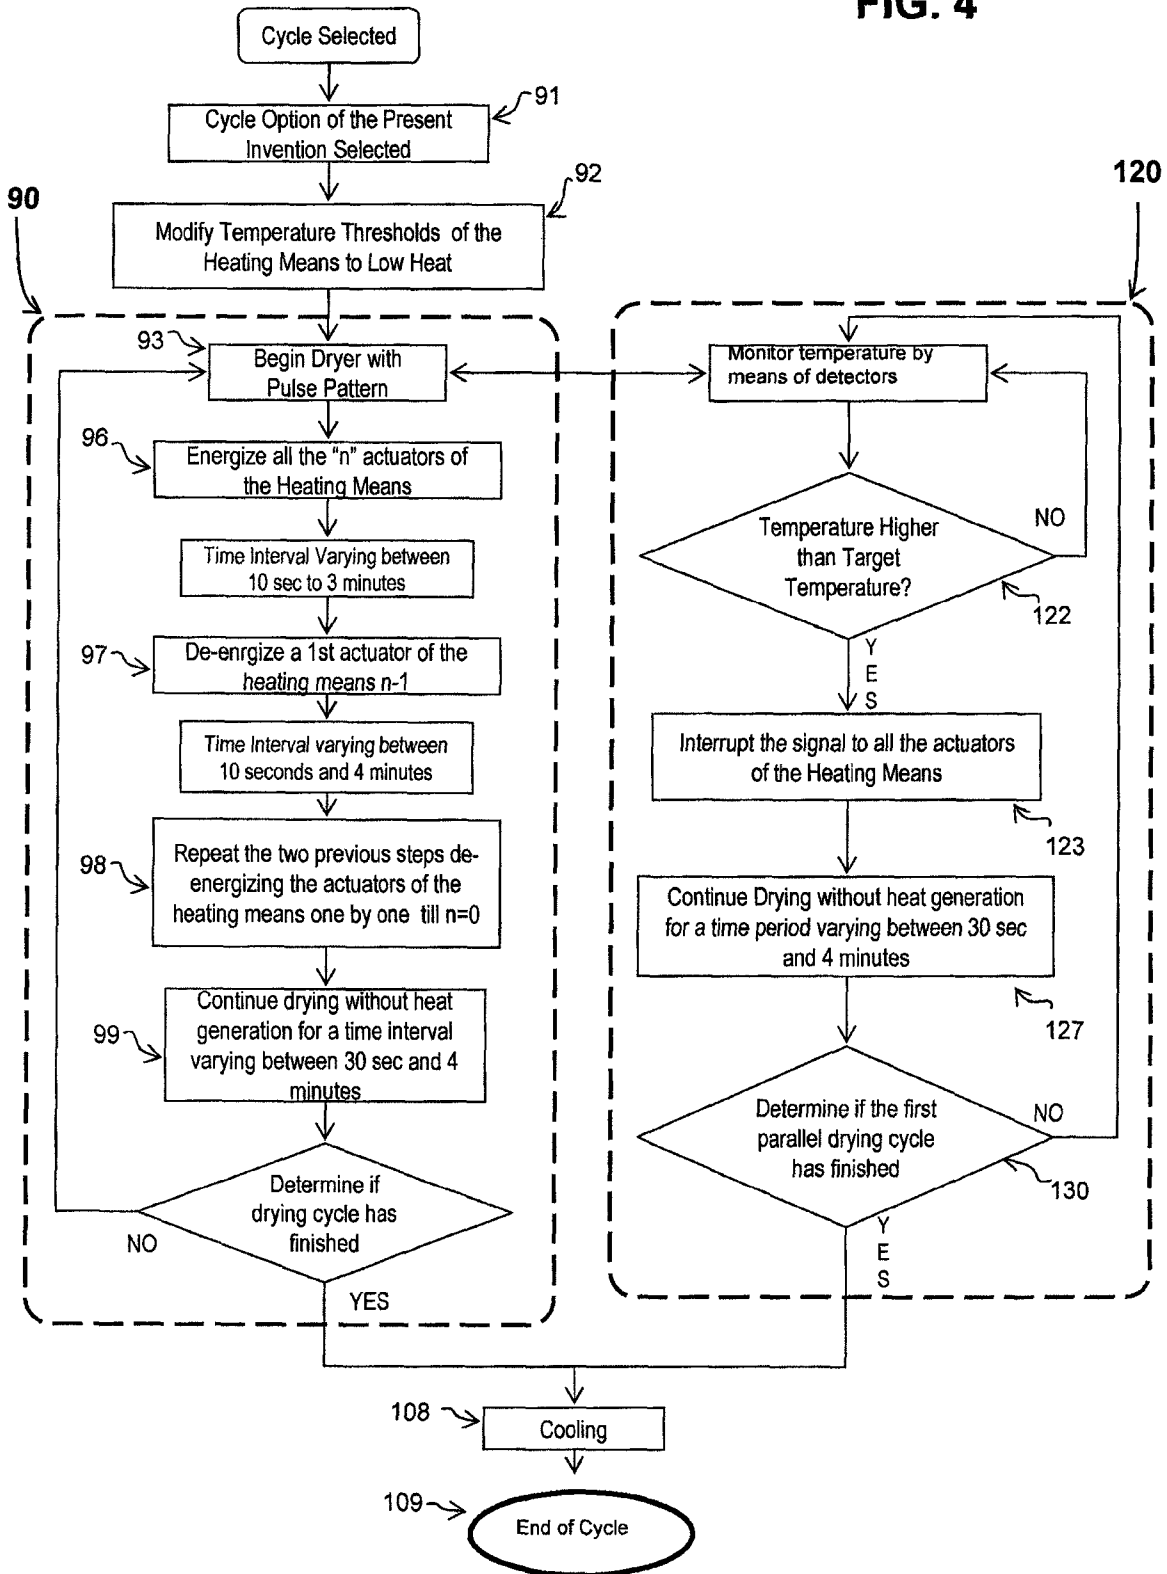 FIG. 4
Cycle Selected
91
Cycle Option of the Present
Invention Selected
92
Modify Temperature Thresholds of the
Heating Means to Low Heat
90
93
Begin Dryer with
Pulse Pattern
96
Energize all the "n" actuators of
the Heating Means
Time Interval Varying between
10 sec to 3 minutes
97
De-enrgize a 1st actuator of the
heating means n-1
Time Interval varying between
10 seconds and 4 minutes
98
Repeat the two previous steps de-
energizing the actuators of the
heating means one by one till n=0
99
Continue drying without heat
generation for a time interval
varying between 30 sec and 4
minutes
Determine if
drying cycle has
finished
NO
YES
120
Monitor temperature by
means of detectors
Temperature Higher
than Target
Temperature?
NO
122
YES
Interrupt the signal to all the actuators
of the Heating Means
123
Continue Drying without heat generation
for a time period varying between 30 sec
and 4 minutes
127
Determine if the first
parallel drying cycle
has finished
NO
130
YES
108
Cooling
109
End of Cycle